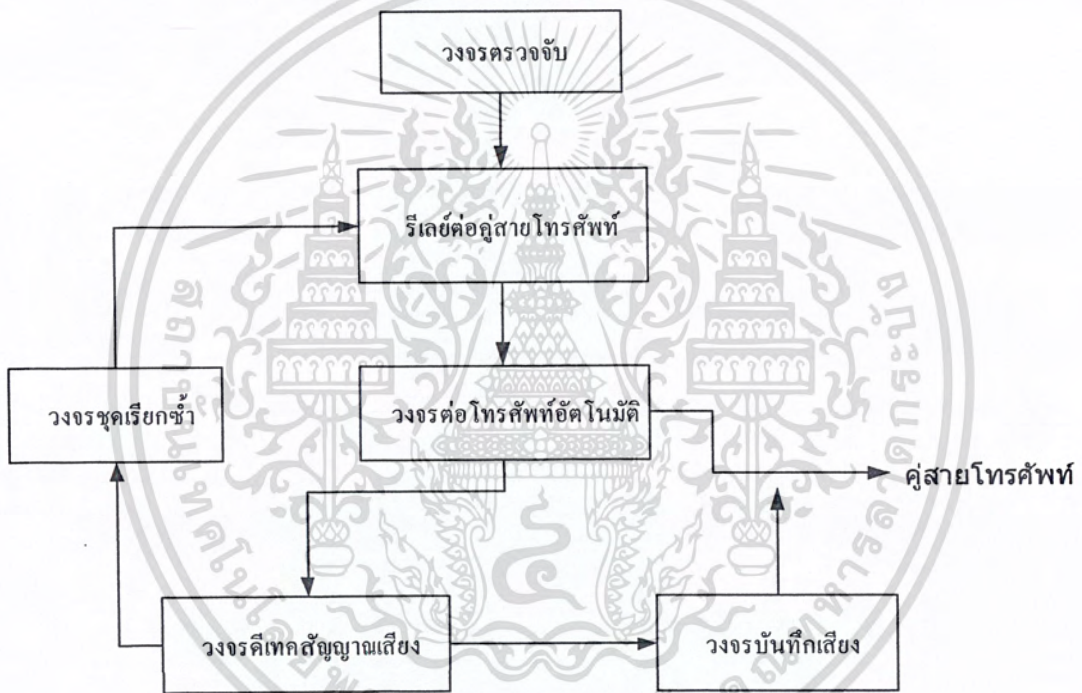 วงจรตรวจจับ
รีเลย์ต่อคู่สายโทรศัพท์
วงจรชุดเรียกซ้ำ
วงจรต่อโทรศัพท์อัตโนมัติ
คู่สายโทรศัพท์
วงจรดีเทคสัญญาณเสียง
วงจรบันทึกเสียง